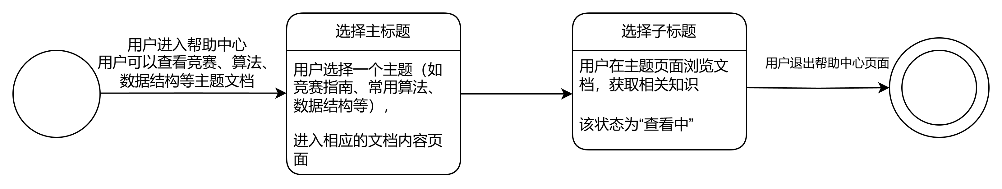 用户进入帮助中心
用户可以查看竞赛、算法、
数据结构等主题文档
选择主标题
用户选择一个主题（如
竞赛指南、常用算法、
数据结构等），
进入相应的文档内容页
面
选择子标题
用户在主题页面浏览文
档，获取相关知识
该状态为“查看中”
用户退出帮助中心页面